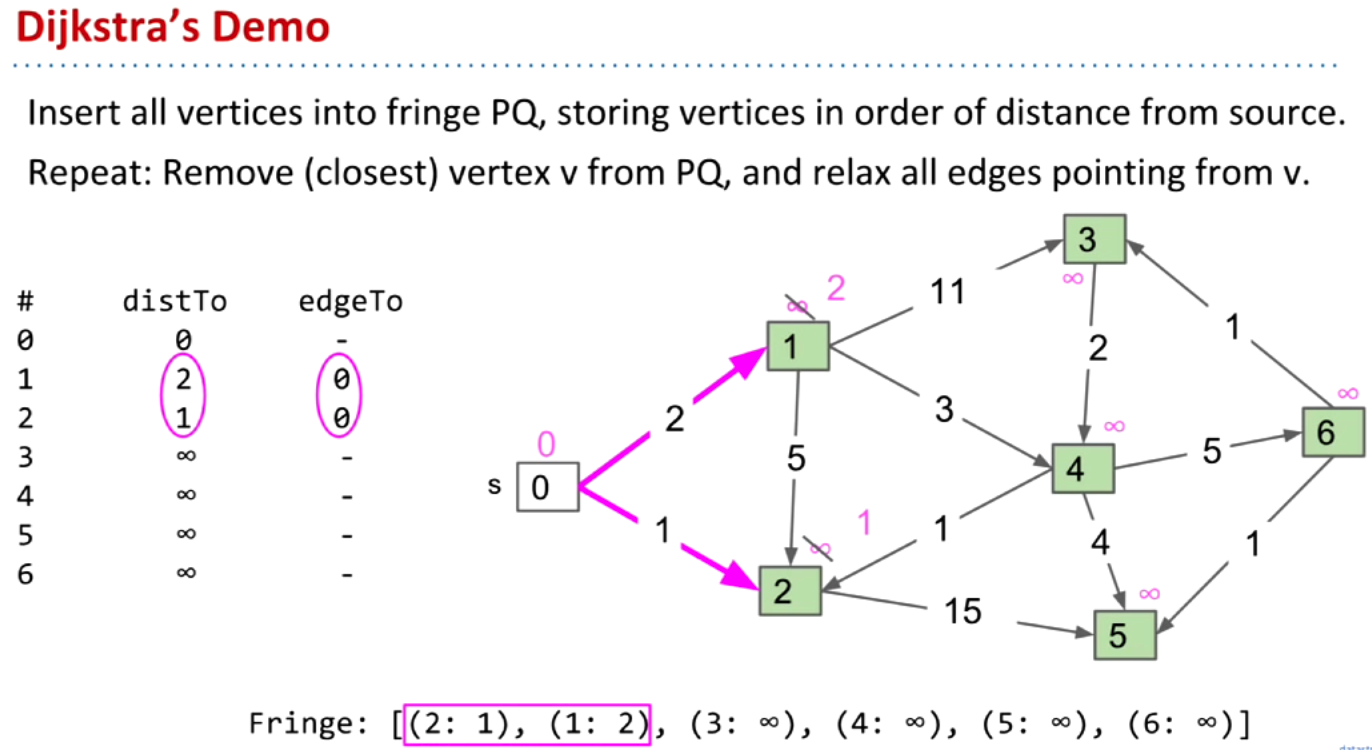 Dijkstra's Demo
Insert all vertices into fringe PQ, storing vertices in order of distance from source.
Repeat: Remove (closest) vertex v from PQ, and relax all edges pointing from v.
# distTo edgeTo
0 0 -
1 2 0
2 1 0
3 ∞ -
4 ∞ -
5 ∞ -
6 ∞ -
3
∞
∞ 2
11
1
1
2
3
2
∞
6
∞
0
s 0
2
5
4
5
1
∞ 1
1
4
1
2
15
∞
5
Fringe: [(2: 1), (1: 2), (3: ∞), (4: ∞), (5: ∞), (6: ∞)]